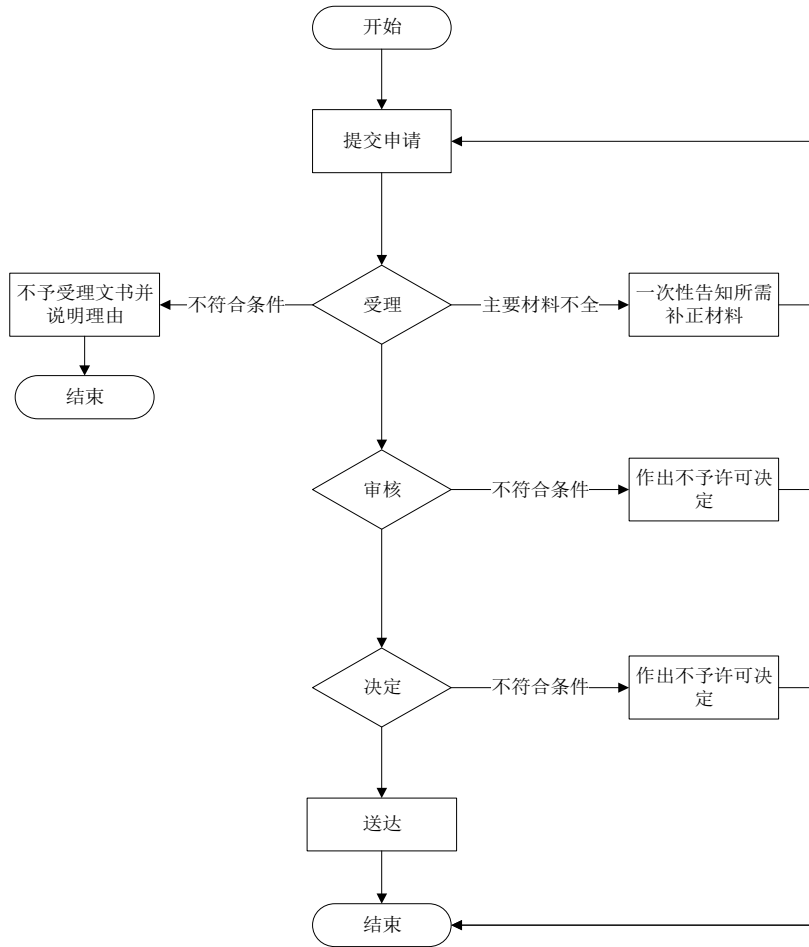 开始
提交申请
不予受理文书并
说明理由
不符合条件
受理
主要材料不全
一次性告知所需
补正材料
结束
审核
不符合条件
作出不予许可决
定
决定
不符合条件
作出不予许可决
定
送达
结束